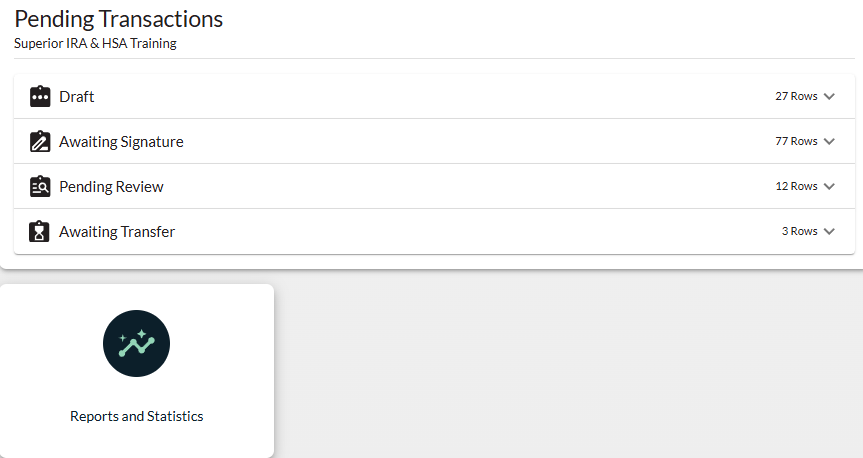 Pending Transactions
Superior IRA & HSA Training
Draft 27 Rows
Awaiting Signature 77 Rows
Pending Review 12 Rows
Awaiting Transfer 3 Rows
Reports and Statistics